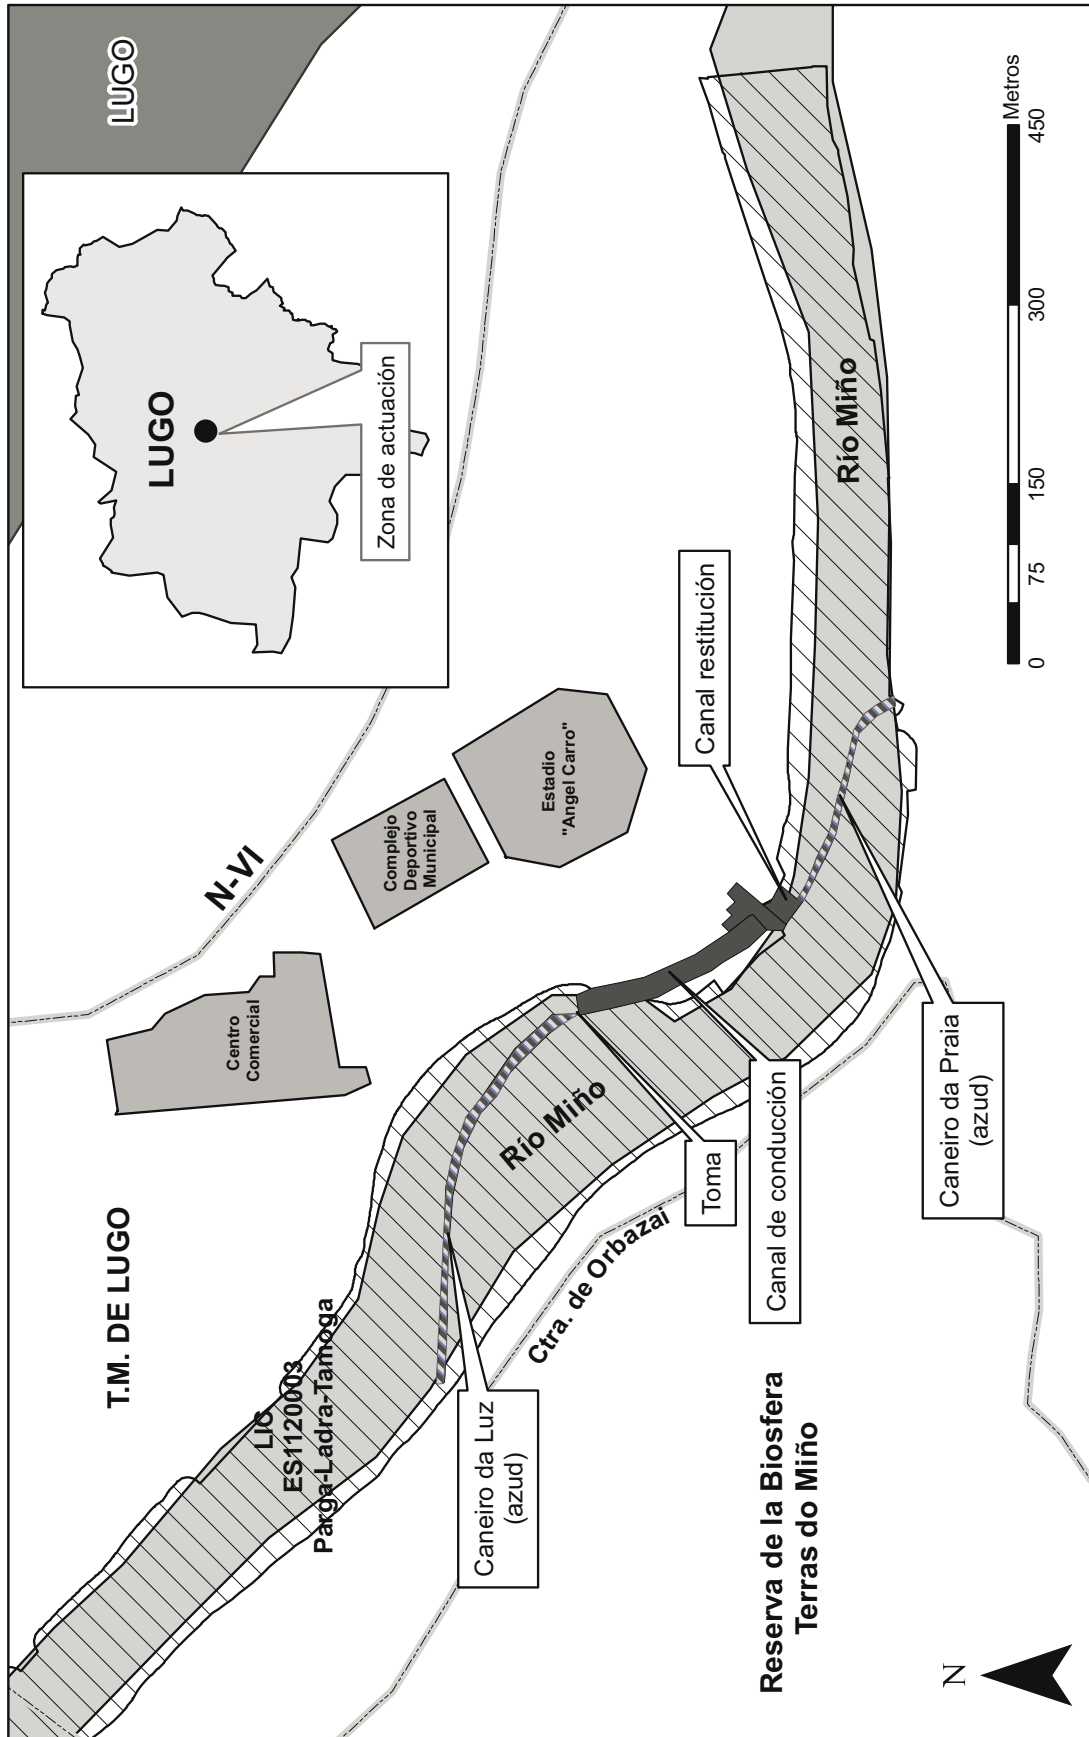 LUGO
LUGO
Zona de actuación
N-VI
T.M. DE LUGO
Centro
Comercial
Complejo
Deportivo
Municipal
Estadio
"Angel Carro"
LIC
ES1120003
Parga-Ladra-Tamoga
Río Miño
Canal restitución
Río Miño
Caneiro da Luz
(azud)
Ctra. de Orbazai
Toma
Canal de conducción
Caneiro da Praia
(azud)
Reserva de la Biosfera
Terras do Miño
N
0 75 150 300 450
Metros